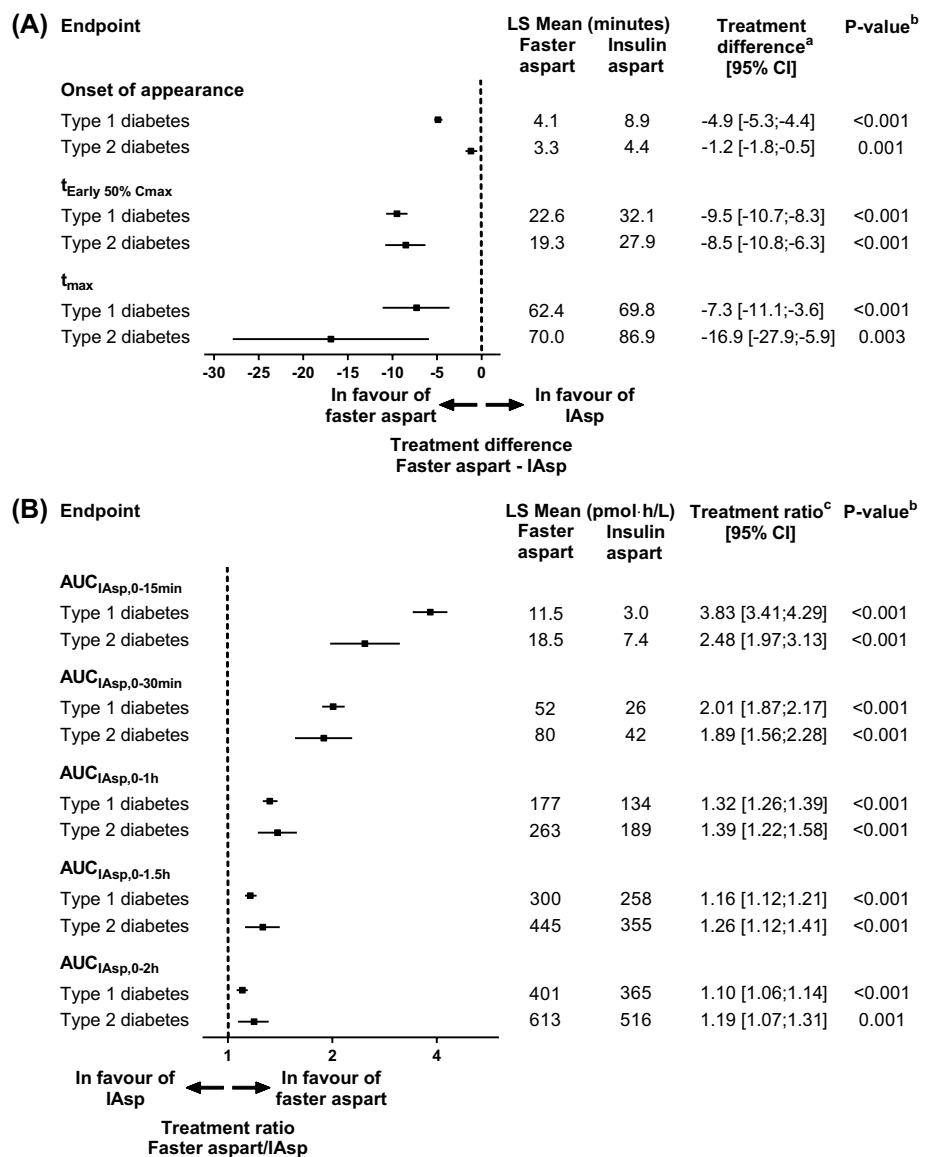 (A) Endpoint LS Mean (minutes) Treatment difference^a [95% CI] P-value^b
Faster aspart Insulin aspart
Onset of appearance
Type 1 diabetes 4.1 8.9 -4.9 [-5.3;-4.4] <0.001
Type 2 diabetes 3.3 4.4 -1.2 [-1.8;-0.5] 0.001
t_Early 50% Cmax
Type 1 diabetes 22.6 32.1 -9.5 [-10.7;-8.3] <0.001
Type 2 diabetes 19.3 27.9 -8.5 [-10.8;-6.3] <0.001
t_max
Type 1 diabetes 62.4 69.8 -7.3 [-11.1;-3.6] <0.001
Type 2 diabetes 70.0 86.9 -16.9 [-27.9;-5.9] 0.003
-30 -25 -20 -15 -10 -5 0
In favour of faster aspart In favour of IAsp
Treatment difference
Faster aspart - IAsp
(B) Endpoint LS Mean (pmol·h/L) Treatment ratio^c [95% CI] P-value^b
Faster aspart Insulin aspart
AUC_IAsp,0-15min
Type 1 diabetes 11.5 3.0 3.83 [3.41;4.29] <0.001
Type 2 diabetes 18.5 7.4 2.48 [1.97;3.13] <0.001
AUC_IAsp,0-30min
Type 1 diabetes 52 26 2.01 [1.87;2.17] <0.001
Type 2 diabetes 80 42 1.89 [1.56;2.28] <0.001
AUC_IAsp,0-1h
Type 1 diabetes 177 134 1.32 [1.26;1.39] <0.001
Type 2 diabetes 263 189 1.39 [1.22;1.58] <0.001
AUC_IAsp,0-1.5h
Type 1 diabetes 300 258 1.16 [1.12;1.21] <0.001
Type 2 diabetes 445 355 1.26 [1.12;1.41] <0.001
AUC_IAsp,0-2h
Type 1 diabetes 401 365 1.10 [1.06;1.14] <0.001
Type 2 diabetes 613 516 1.19 [1.07;1.31] 0.001
1 2 4
In favour of IAsp In favour of faster aspart
Treatment ratio
Faster aspart/IAsp